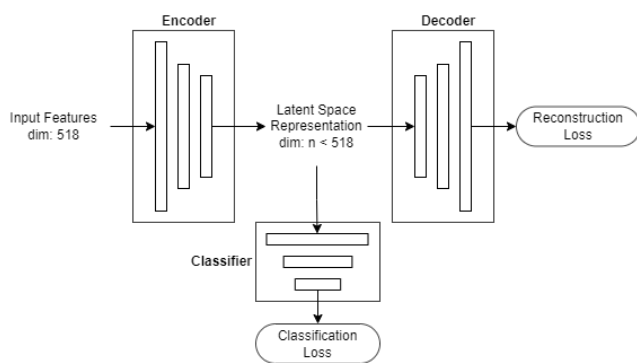 Encoder
Decoder
Input Features
dim: 518
Latent Space
Representation
dim: n < 518
Reconstruction
Loss
Classifier
Classification
Loss